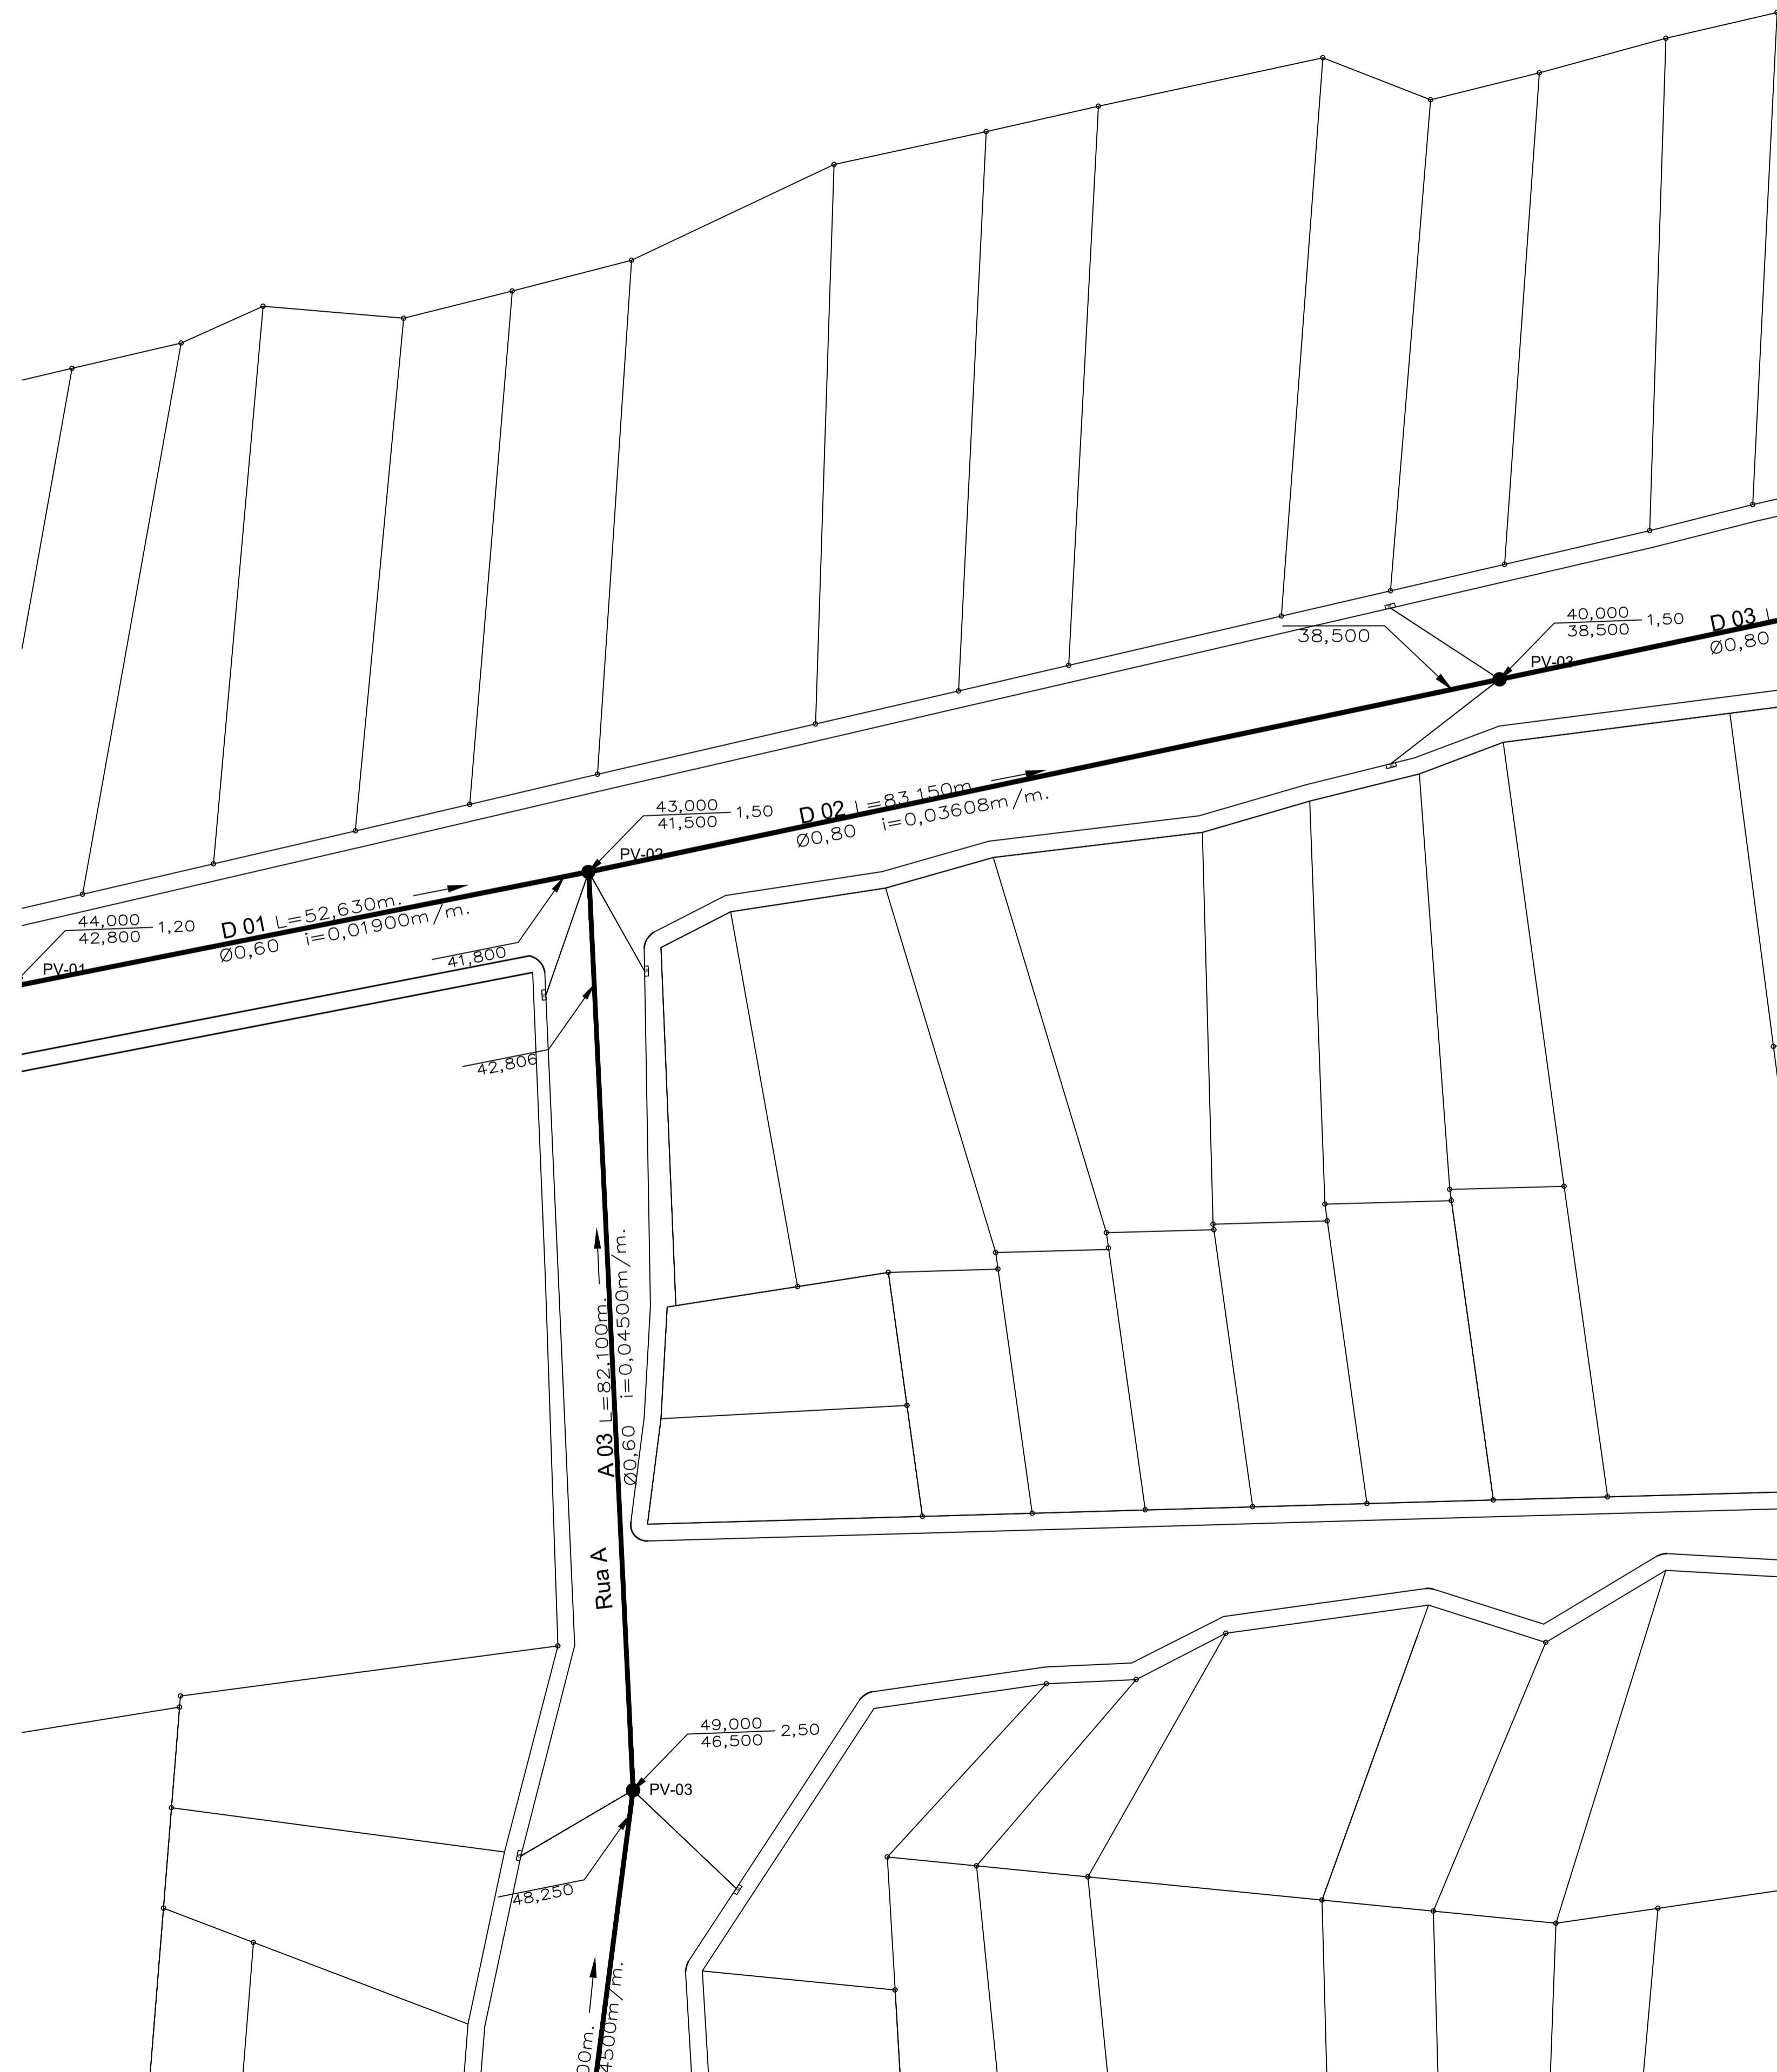 40,000
38,500
1,50
D 03 L
Ø0,80
38,500
PV-03
43,000
41,500
1,50
D 02 L=83,150m.
Ø0,80 i=0,03608m/m.
PV-02
44,000
42,800
1,20
D 01 L=52,630m.
Ø0,60 i=0,01900m/m.
PV-01
41,800
42,806
A 03 L=82,100m.
Ø0,60 i=0,04500m/m.
Rua A
49,000
46,500
2,50
PV-03
48,250
00m.
4500m/m.